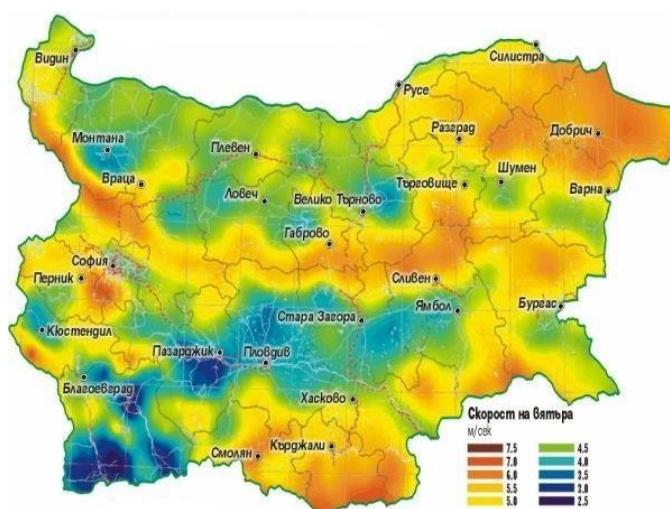 Видин
Силистра
Русе
Монтана
Плевен
Разград
Добрич
Враца
Ловеч
Велико Търново
Търговище
Шумен
Варна
Габрово
София
Перник
Сливен
Кюстендил
Стара Загора
Ямбол
Бургас
Пазарджик
Пловдив
Благоевград
Хасково
Смолян
Кърджали
Скорост на вятъра
м/сек
7.5 4.5
7.0 4.0
6.0 3.5
5.5 3.0
5.0 2.5